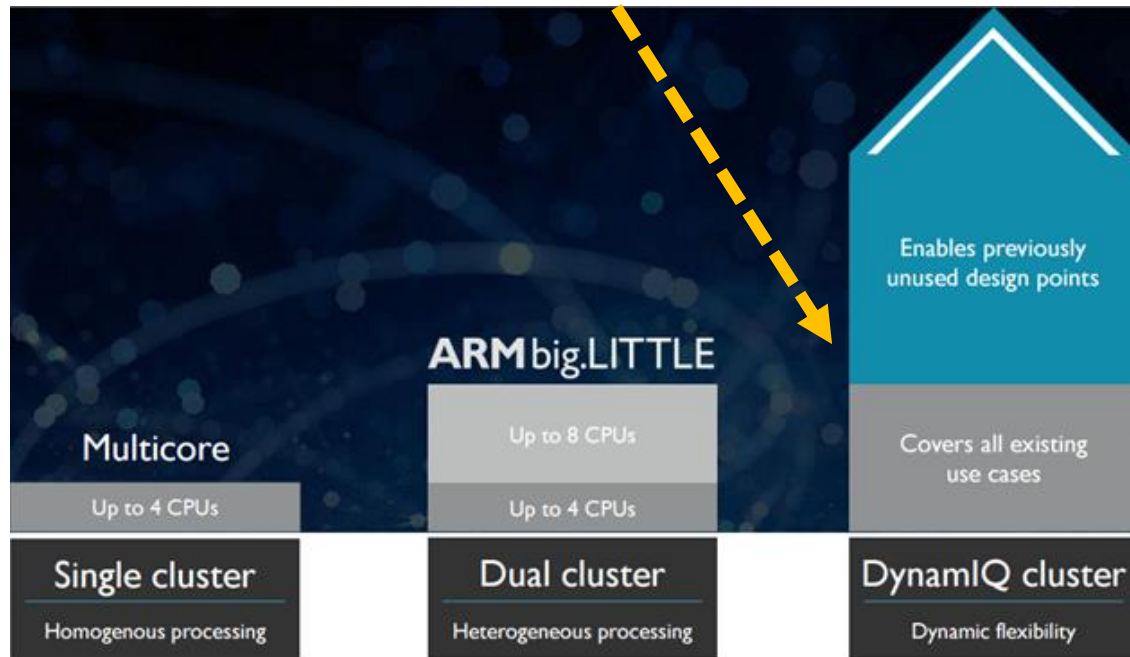 Enables previously
unused design points
ARM big.LITTLE
Up to 8 CPUs
Covers all existing
use cases
Multicore
Up to 4 CPUs
Up to 4 CPUs
Single cluster
Homogenous processing
Dual cluster
Heterogeneous processing
DynamIQ cluster
Dynamic flexibility